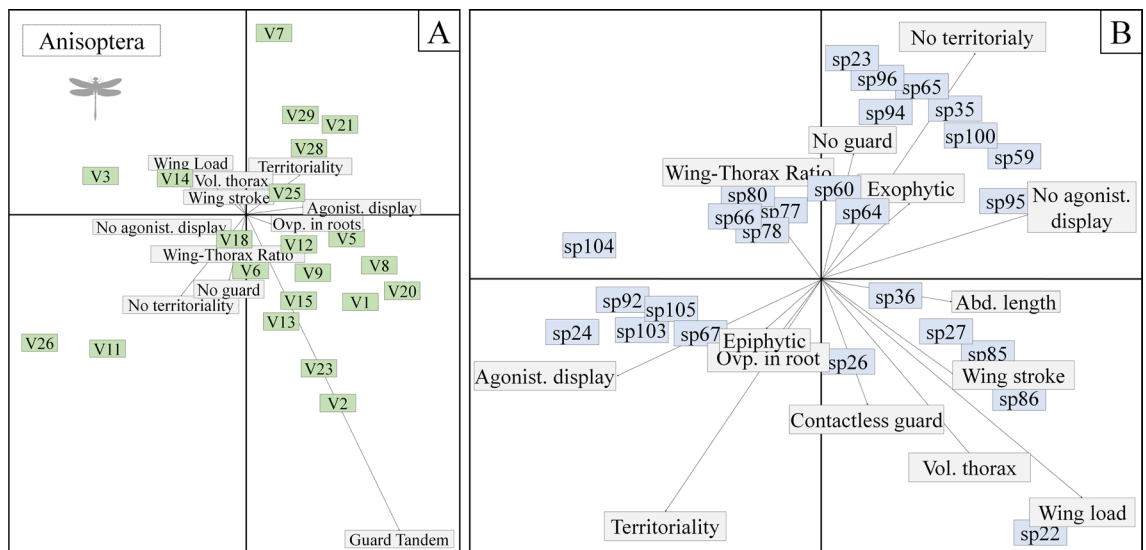 Anisoptera
A
V7
V29
V21
V28
Wing Load
Territoriality
V3
V14
Vol. thorax
V25
Wing stroke
Agonist. display
No agonist. display
Ovp. in roots
V18
V12
V5
Wing-Thorax Ratio
V6
V9
V8
No guard
V20
No territoriality
V15
V1
V13
V26
V11
V23
V2
Guard Tandem
B
No territorialy
sp23
sp96
sp65
sp94
sp35
sp100
No guard
sp59
Wing-Thorax Ratio
sp80
sp60
Exophytic
sp95
No agonist.
display
sp66
sp77
sp64
sp78
sp104
sp36
Abd. length
sp92
sp105
sp24
sp103
sp67
Epiphytic
sp27
Ovp. in root
sp26
sp85
Agonist. display
Wing stroke
sp86
Contactless guard
Vol. thorax
Territoriality
Wing load
sp22